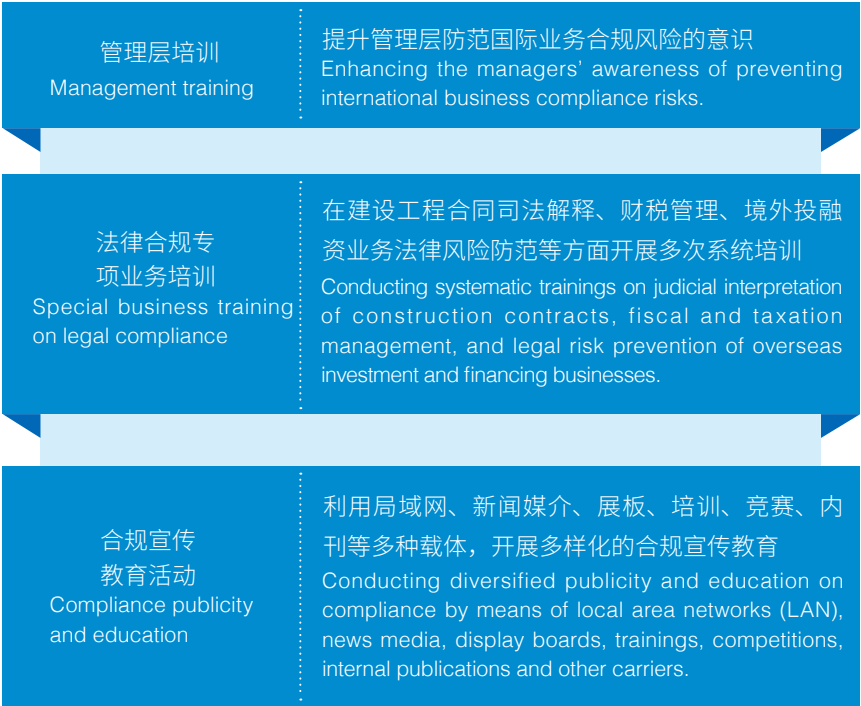 管理层培训
Management training
提升管理层防范国际业务合规风险的意识
Enhancing the managers’ awareness of preventing
international business compliance risks.
法律合规专
项业务培训
Special business training
on legal compliance
在建设工程合同司法解释、财税管理、境外投融
资业务法律风险防范等方面开展多次系统培训
Conducting systematic trainings on judicial interpretation
of construction contracts, fiscal and taxation
management, and legal risk prevention of overseas
investment and financing businesses.
合规宣传
教育活动
Compliance publicity
and education
利用局域网、新闻媒介、展板、培训、竞赛、内
刊等多种载体，开展多样化的合规宣传教育
Conducting diversified publicity and education on
compliance by means of local area networks (LAN),
news media, display boards, trainings, competitions,
internal publications and other carriers.